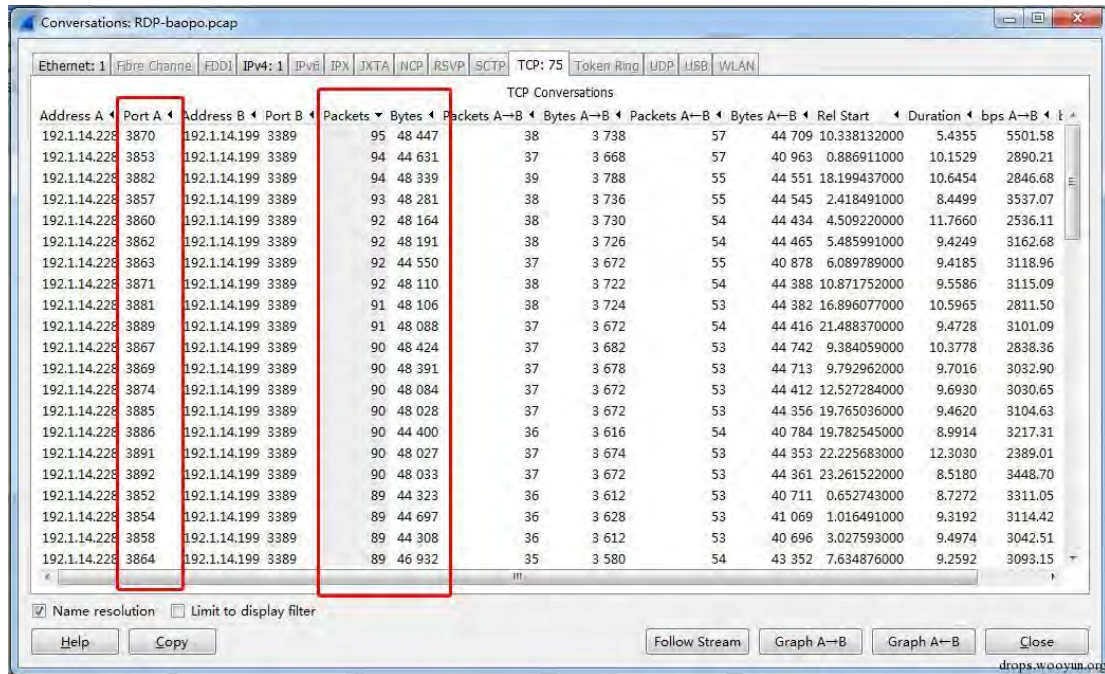 Conversations: RDP-baopo.pcap
Ethernet: 1 Fibre Channel FDDI IPv4: 1 IPv6 IPX JXTA NCP RSVP SCTP TCP: 75 Token Ring UDP USB WLAN
TCP Conversations
Address A Port A Address B Port B Packets Bytes Packets A→B Bytes A→B Packets A←B Bytes A←B Rel Start Duration bps A→B
192.1.14.228 3870 192.1.14.199 3389 95 48 447 38 3 738 57 44 709 10.338132000 5.4355 5501.58
192.1.14.228 3853 192.1.14.199 3389 94 44 631 37 3 668 57 40 963 0.886911000 10.1529 2890.21
192.1.14.228 3882 192.1.14.199 3389 94 48 339 39 3 788 55 44 551 18.199437000 10.6454 2846.68
192.1.14.228 3857 192.1.14.199 3389 93 48 281 38 3 736 55 44 545 2.418491000 8.4499 3537.07
192.1.14.228 3860 192.1.14.199 3389 92 48 164 38 3 730 54 44 434 4.509220000 11.7660 2536.11
192.1.14.228 3862 192.1.14.199 3389 92 48 191 38 3 726 54 44 465 5.485991000 9.4249 3162.68
192.1.14.228 3863 192.1.14.199 3389 92 44 550 37 3 672 55 40 878 6.089789000 9.4185 3118.96
192.1.14.228 3871 192.1.14.199 3389 92 48 110 38 3 722 54 44 388 10.871752000 9.5586 3115.09
192.1.14.228 3881 192.1.14.199 3389 91 48 106 38 3 724 53 44 382 16.896077000 10.5965 2811.50
192.1.14.228 3889 192.1.14.199 3389 91 48 088 37 3 672 54 44 416 21.488370000 9.4728 3101.09
192.1.14.228 3867 192.1.14.199 3389 90 48 424 37 3 682 53 44 742 9.384059000 10.3778 2838.36
192.1.14.228 3869 192.1.14.199 3389 90 48 391 37 3 678 53 44 713 9.792962000 9.7016 3032.90
192.1.14.228 3874 192.1.14.199 3389 90 48 084 37 3 672 53 44 412 12.527284000 9.6930 3030.65
192.1.14.228 3885 192.1.14.199 3389 90 48 028 37 3 672 53 44 356 19.765036000 9.4620 3104.63
192.1.14.228 3886 192.1.14.199 3389 90 44 400 36 3 616 54 40 784 19.782545000 8.9914 3217.31
192.1.14.228 3891 192.1.14.199 3389 90 48 027 37 3 674 53 44 353 22.225683000 12.3030 2389.01
192.1.14.228 3892 192.1.14.199 3389 90 48 033 37 3 672 53 44 361 23.261522000 8.5180 3448.70
192.1.14.228 3852 192.1.14.199 3389 89 44 323 36 3 612 53 40 711 0.652743000 8.7272 3311.05
192.1.14.228 3854 192.1.14.199 3389 89 44 697 36 3 628 53 41 069 1.016491000 9.3192 3114.42
192.1.14.228 3858 192.1.14.199 3389 89 44 308 36 3 612 53 40 696 3.027593000 9.4974 3042.51
192.1.14.228 3864 192.1.14.199 3389 89 46 932 35 3 580 54 43 352 7.634876000 9.2592 3093.15
Name resolution Limit to display filter
Help Copy Follow Stream Graph A→B Graph A←B Close
drops.wooyun.org